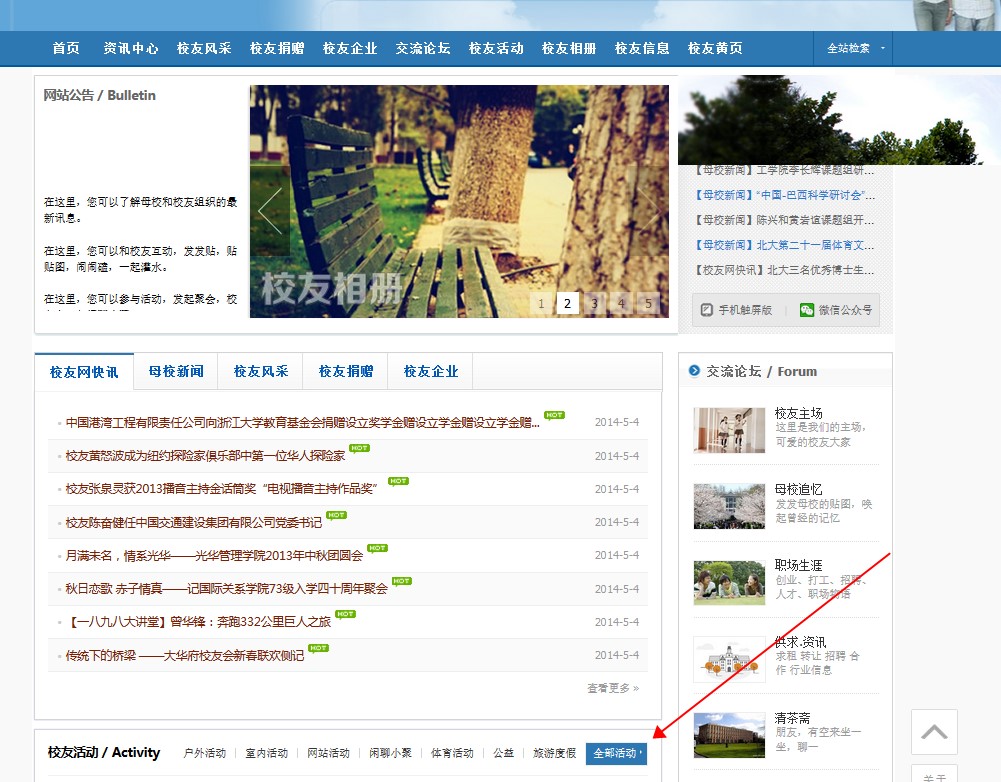 首页 资讯中心 校友风采 校友捐赠 校友企业 交流论坛 校友活动 校友相册 校友信息 校友黄页 全站检索
网站公告 / Bulletin
在这里，您可以了解母校和校友组织的最
新讯息。
在这里，您可以和校友互动，发发贴，贴
贴图，闹闹磕，一起灌水。
在这里，您可以参与活动，发起聚会，校
校友相册
1 2 3 4 5
【母校新闻】工学院李长辉课题组研...
【母校新闻】“中国-巴西科学研讨会”...
【母校新闻】陈兴和黄岩谊课题组开...
【母校新闻】北大第二十一届体育文...
【校友网快讯】北大三名优秀博士生...
手机触屏版 | 微信公众号
校友网快讯 母校新闻 校友风采 校友捐赠 校友企业
中国港湾工程有限责任公司向浙江大学教育基金会捐赠设立奖学金赠设立学金赠设立学金赠... HOT 2014-5-4
校友黄怒波成为纽约探险家俱乐部中第一位华人探险家 HOT 2014-5-4
校友张泉灵获2013播音主持金话筒奖“电视播音主持作品奖” HOT 2014-5-4
校友陈奋健任中国交通建设集团有限公司党委书记 HOT 2014-5-4
月满未名，情系光华——光华管理学院2013年中秋团圆会 HOT 2014-5-4
秋日恋歌 赤子情真——记国际关系学院73级入学四十周年聚会 HOT 2014-5-4
【一八九八大讲堂】曾华锋：奔跑332公里巨人之旅 HOT 2014-5-4
传统下的桥梁 ——大华府校友会新春联欢侧记 HOT 2014-5-4
查看更多 »
交流论坛 / Forum
校友主场
这里是我们的主场，
可爱的校友大家
母校追忆
发发母校的贴图，唤
起曾经的记忆
职场生涯
创业、打工、招聘、
人才、职场物语
供求.资讯
求租 转让 招聘 合
作 行业信息
清茶斋
朋友，有空来坐一
坐，聊一
校友活动 / Activity 户外活动 | 室内活动 | 网站活动 | 闲聊小聚 | 体育活动 | 公益 | 旅游度假 全部活动
关于